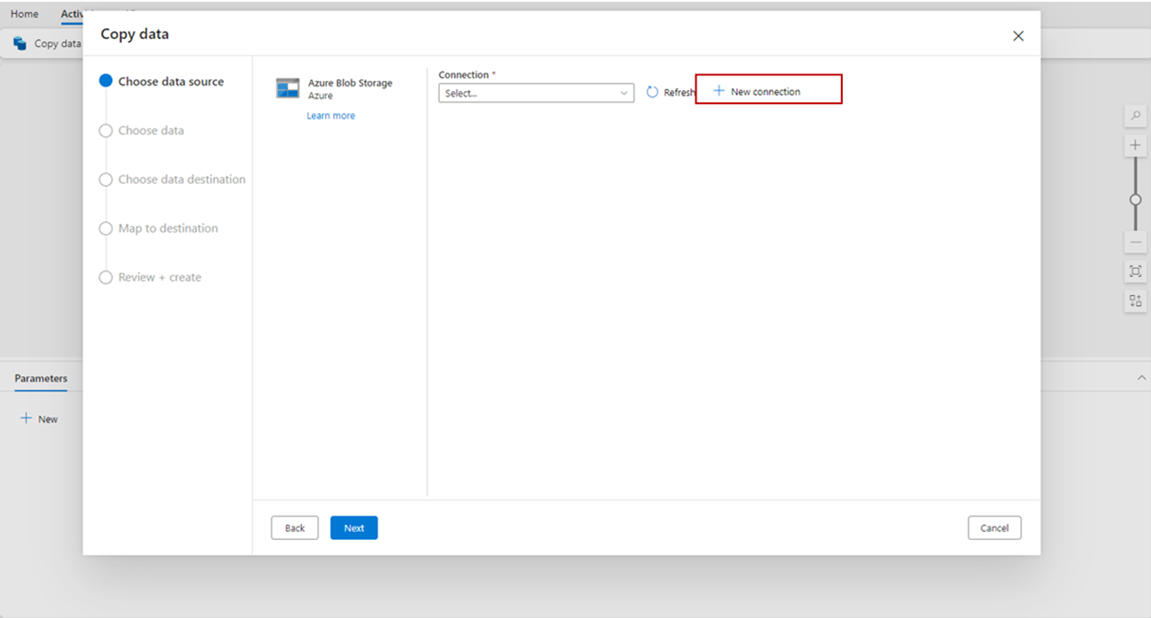 Home
Copy data
Copy data
Choose data source
Choose data
Choose data destination
Map to destination
Review + create
Azure Blob Storage
Azure
Learn more
Connection *
Select...
Refresh
+ New connection
Parameters
+ New
Back
Next
Cancel